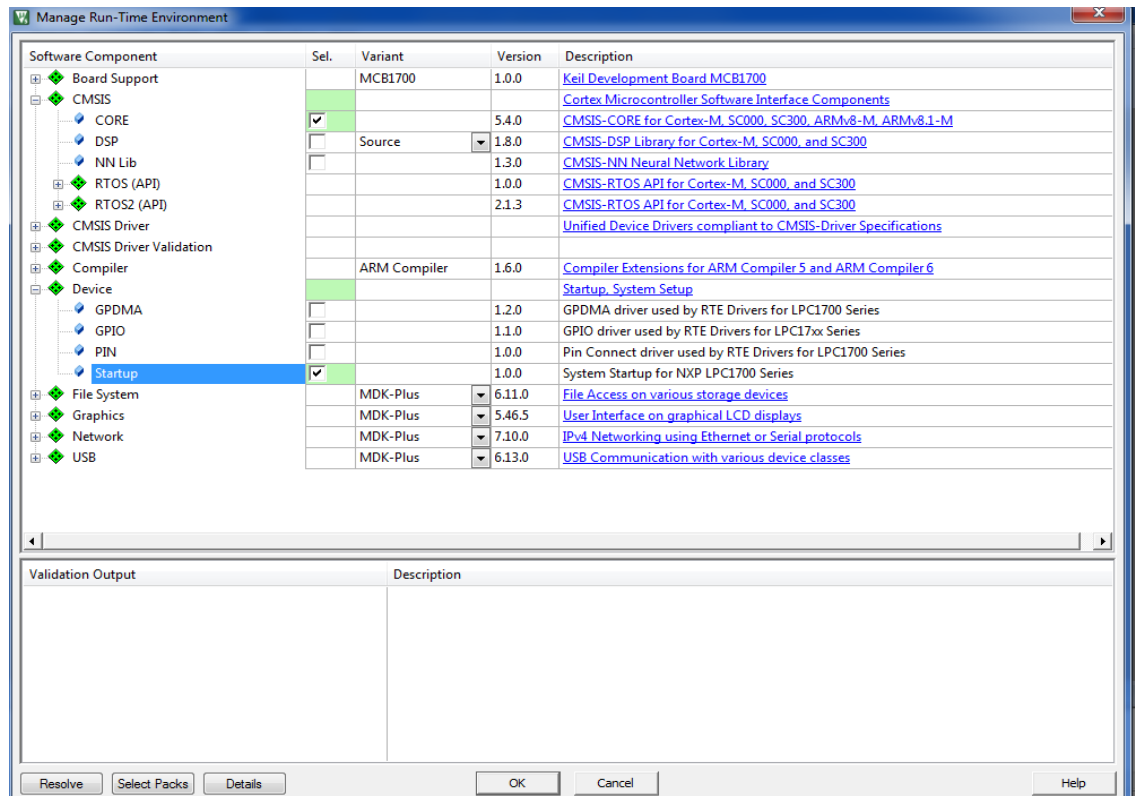 Manage Run-Time Environment
Software Component Sel. Variant Version Description
Board Support MCB1700 1.0.0 Keil Development Board MCB1700
CMSIS Cortex Microcontroller Software Interface Components
CORE 5.4.0 CMSIS-CORE for Cortex-M, SC000, SC300, ARMv8-M, ARMv8.1-M
DSP Source 1.8.0 CMSIS-DSP Library for Cortex-M, SC000, and SC300
NN Lib 1.3.0 CMSIS-NN Neural Network Library
RTOS (API) 1.0.0 CMSIS-RTOS API for Cortex-M, SC000, and SC300
RTOS2 (API) 2.1.3 CMSIS-RTOS API for Cortex-M, SC000, and SC300
CMSIS Driver Unified Device Drivers compliant to CMSIS-Driver Specifications
CMSIS Driver Validation
Compiler ARM Compiler 1.6.0 Compiler Extensions for ARM Compiler 5 and ARM Compiler 6
Device Startup, System Setup
GPDMA 1.2.0 GPDMA driver used by RTE Drivers for LPC1700 Series
GPIO 1.1.0 GPIO driver used by RTE Drivers for LPC17xx Series
PIN 1.0.0 Pin Connect driver used by RTE Drivers for LPC1700 Series
Startup 1.0.0 System Startup for NXP LPC1700 Series
File System MDK-Plus 6.11.0 File Access on various storage devices
Graphics MDK-Plus 5.46.5 User Interface on graphical LCD displays
Network MDK-Plus 7.10.0 IPv4 Networking using Ethernet or Serial protocols
USB MDK-Plus 6.13.0 USB Communication with various device classes
Validation Output Description
Resolve Select Packs Details OK Cancel Help